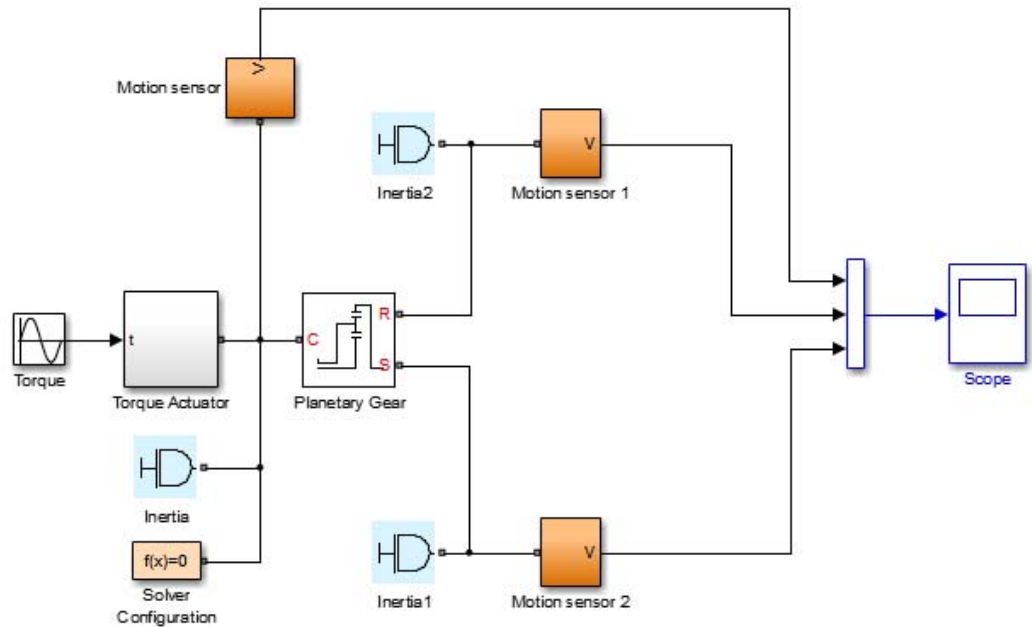 Motion sensor
V
Inertia2
V
Motion sensor 1
Torque
t
Torque Actuator
C
R
S
Planetary Gear
Scope
Inertia
f(x)=0
Solver
Configuration
Inertia1
V
Motion sensor 2